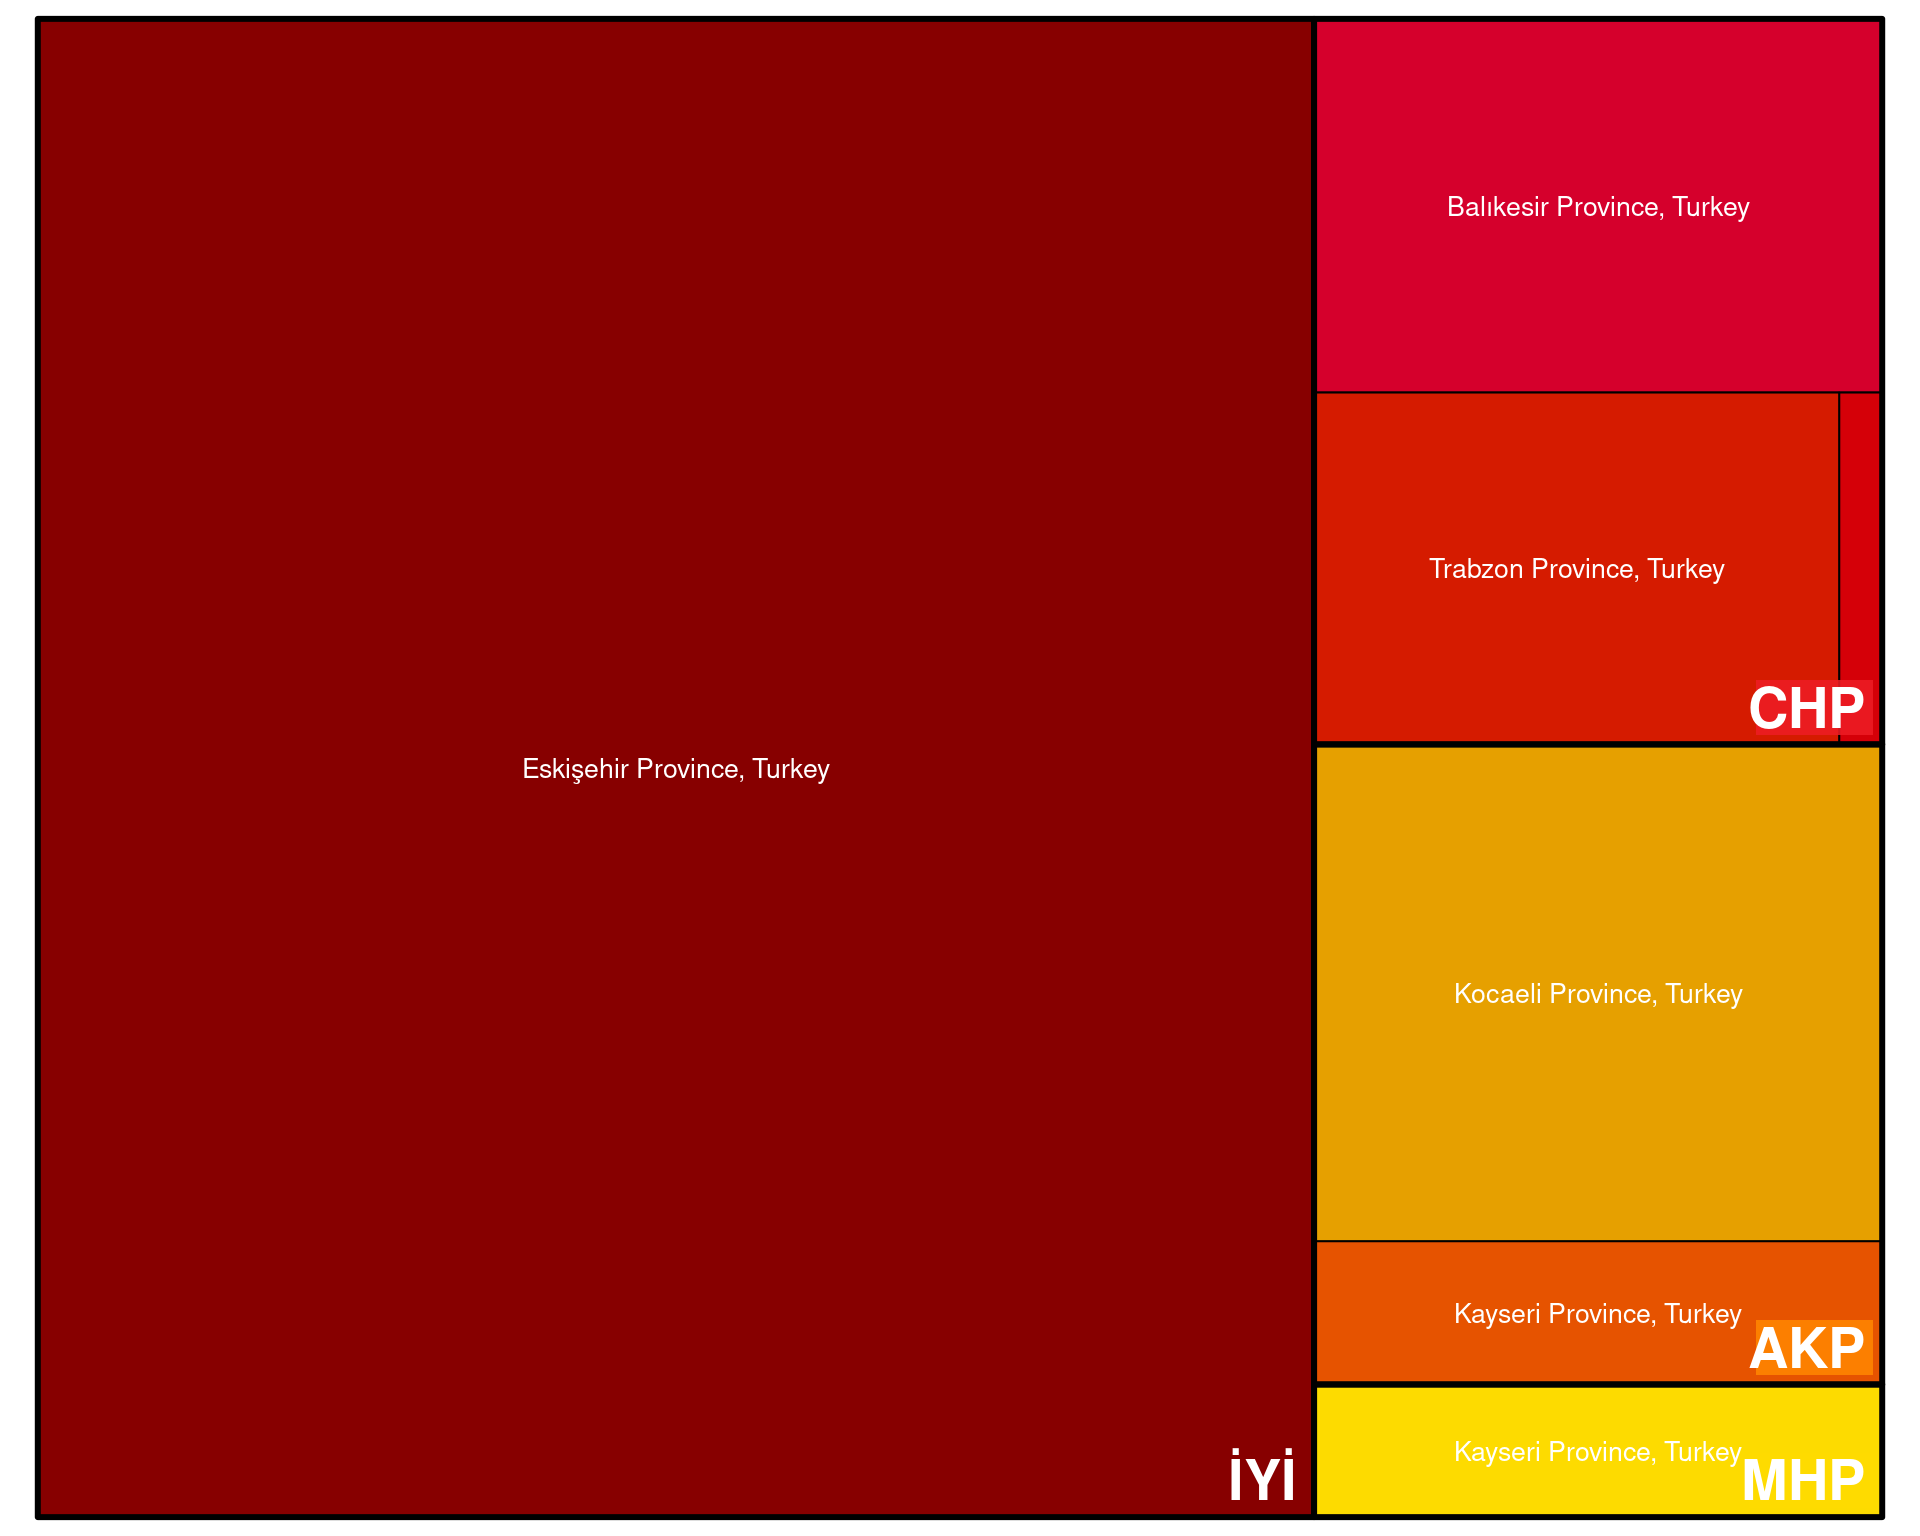 Eskişehir Province, Turkey
İYİ
Balıkesir Province, Turkey
Trabzon Province, Turkey
CHP
Kocaeli Province, Turkey
Kayseri Province, Turkey
AKP
Kayseri Province, Turkey
MHP